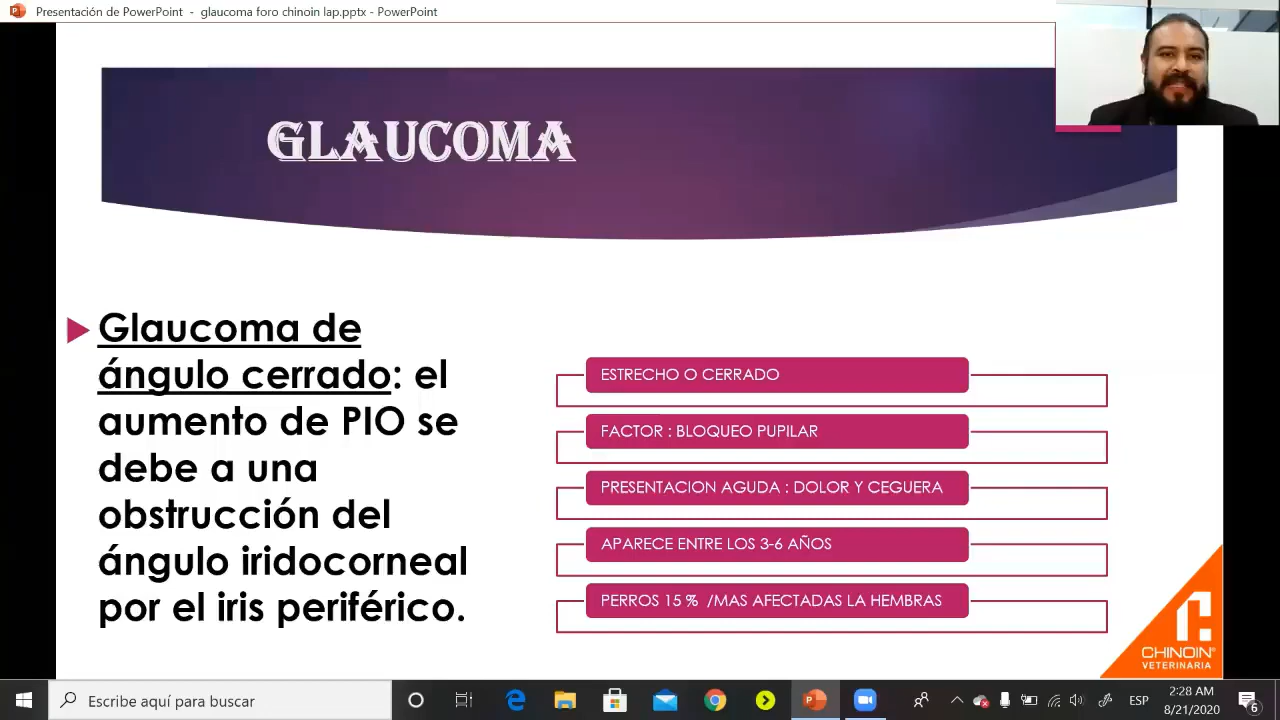 Presentación de PowerPoint - glaucoma foro chinoin lap.pptx - PowerPoint
GLAUCOMA
Glaucoma de
ángulo cerrado: el
aumento de PIO se
debe a una
obstrucción del
ángulo iridocorneal
por el iris periférico.
ESTRECHO O CERRADO
FACTOR : BLOQUEO PUPILAR
PRESENTACION AGUDA : DOLOR Y CEGUERA
APARECE ENTRE LOS 3-6 AÑOS
PERROS 15 % /MAS AFECTADAS LA HEMBRAS
CHINOIN®
VETERINARIA
Escribe aquí para buscar
ESP
2:28 AM
8/21/2020
6